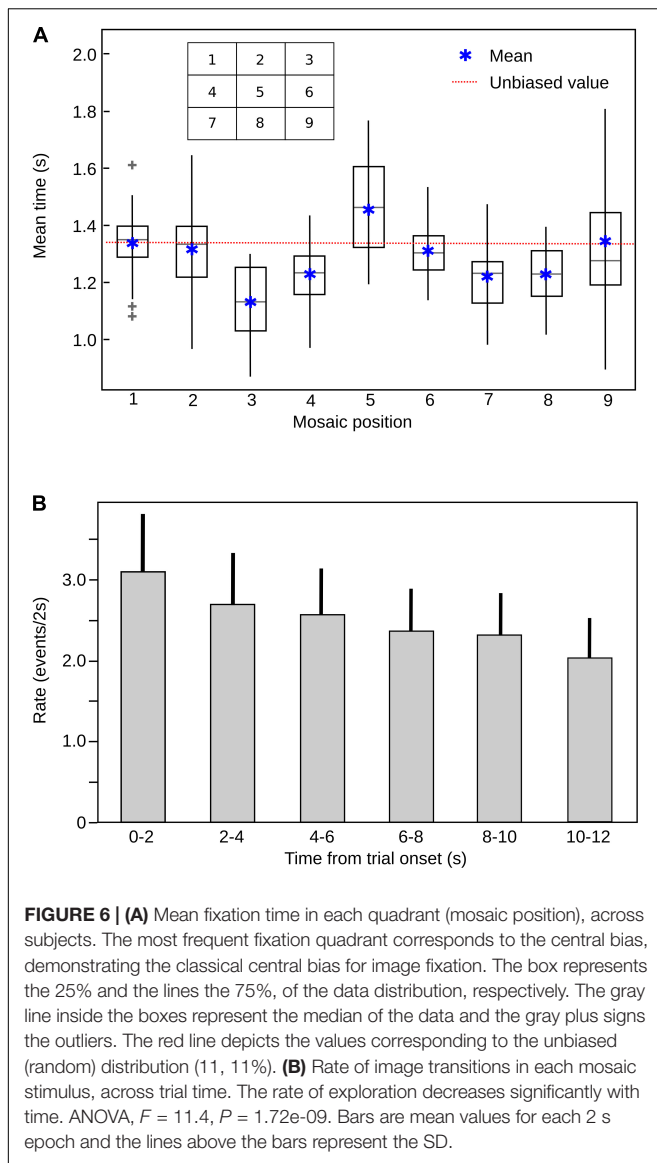 A
2.0
1.8
1.6
1.4
1.2
1.0
Mean time (s)
1 2 3
4 5 6
7 8 9
Mean
Unbiased value
1 2 3 4 5 6 7 8 9
Mosaic position
B
3.0
2.0
1.0
0
Rate (events/2s)
0-2 2-4 4-6 6-8 8-10 10-12
Time from trial onset (s)
FIGURE 6 | (A) Mean fixation time in each quadrant (mosaic position), across
subjects. The most frequent fixation quadrant corresponds to the central bias,
demonstrating the classical central bias for image fixation. The box represents
the 25% and the lines the 75%, of the data distribution, respectively. The gray
line inside the boxes represent the median of the data and the gray plus signs
the outliers. The red line depicts the values corresponding to the unbiased
(random) distribution (11, 11%). (B) Rate of image transitions in each mosaic
stimulus, across trial time. The rate of exploration decreases significantly with
time. ANOVA, F = 11.4, P = 1.72e-09. Bars are mean values for each 2 s
epoch and the lines above the bars represent the SD.